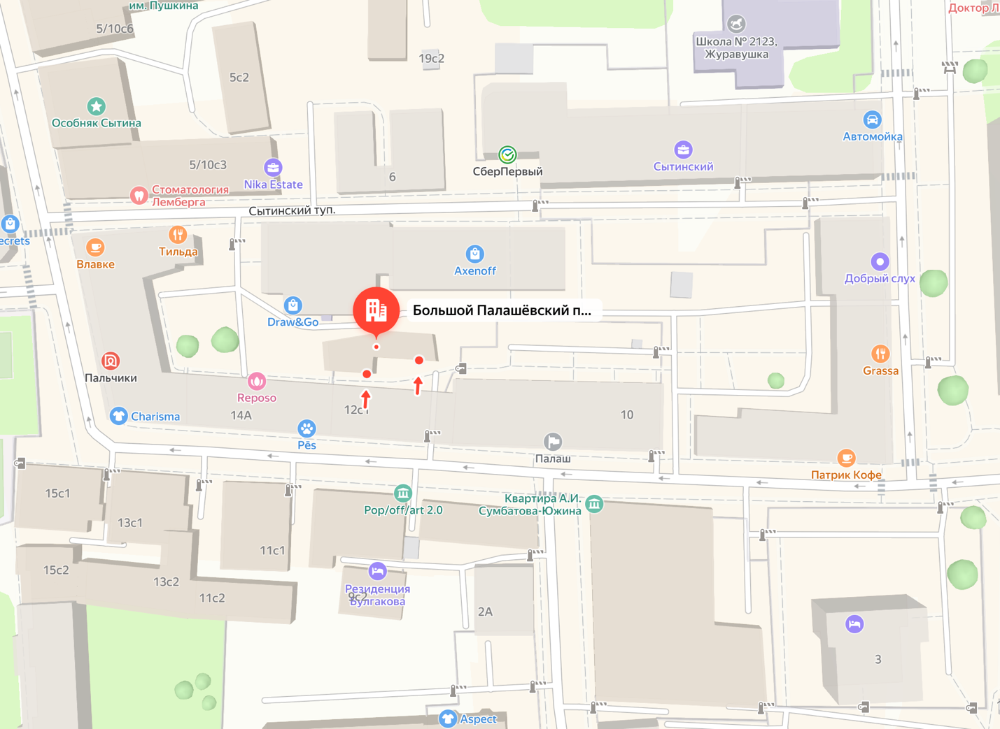 им. Пушкина
Доктор Л
5/10с6
Школа № 2123,
Журавушка
19с2
5с2
Особняк Сытина
Автомойка
5/10с3
Nika Estate
СберПервый
Сытинский
6
Стоматология
Лемберга
Сытинский туп.
ecrets
Тильда
Влавке
Axenoff
Добрый слух
Draw&Go
Большой Палашёвский п...
Пальчики
Grassa
Reposo
14А
12с1
10
Charisma
Pēs
Палаш
Патрик Кофе
15с1
13с1
Pop/off/art 2.0
Квартира А.И.
Сумбатова-Южина
11с1
15с2
13с2
11с2
Резиденция
Булгакова
9с2
2А
3
Aspect